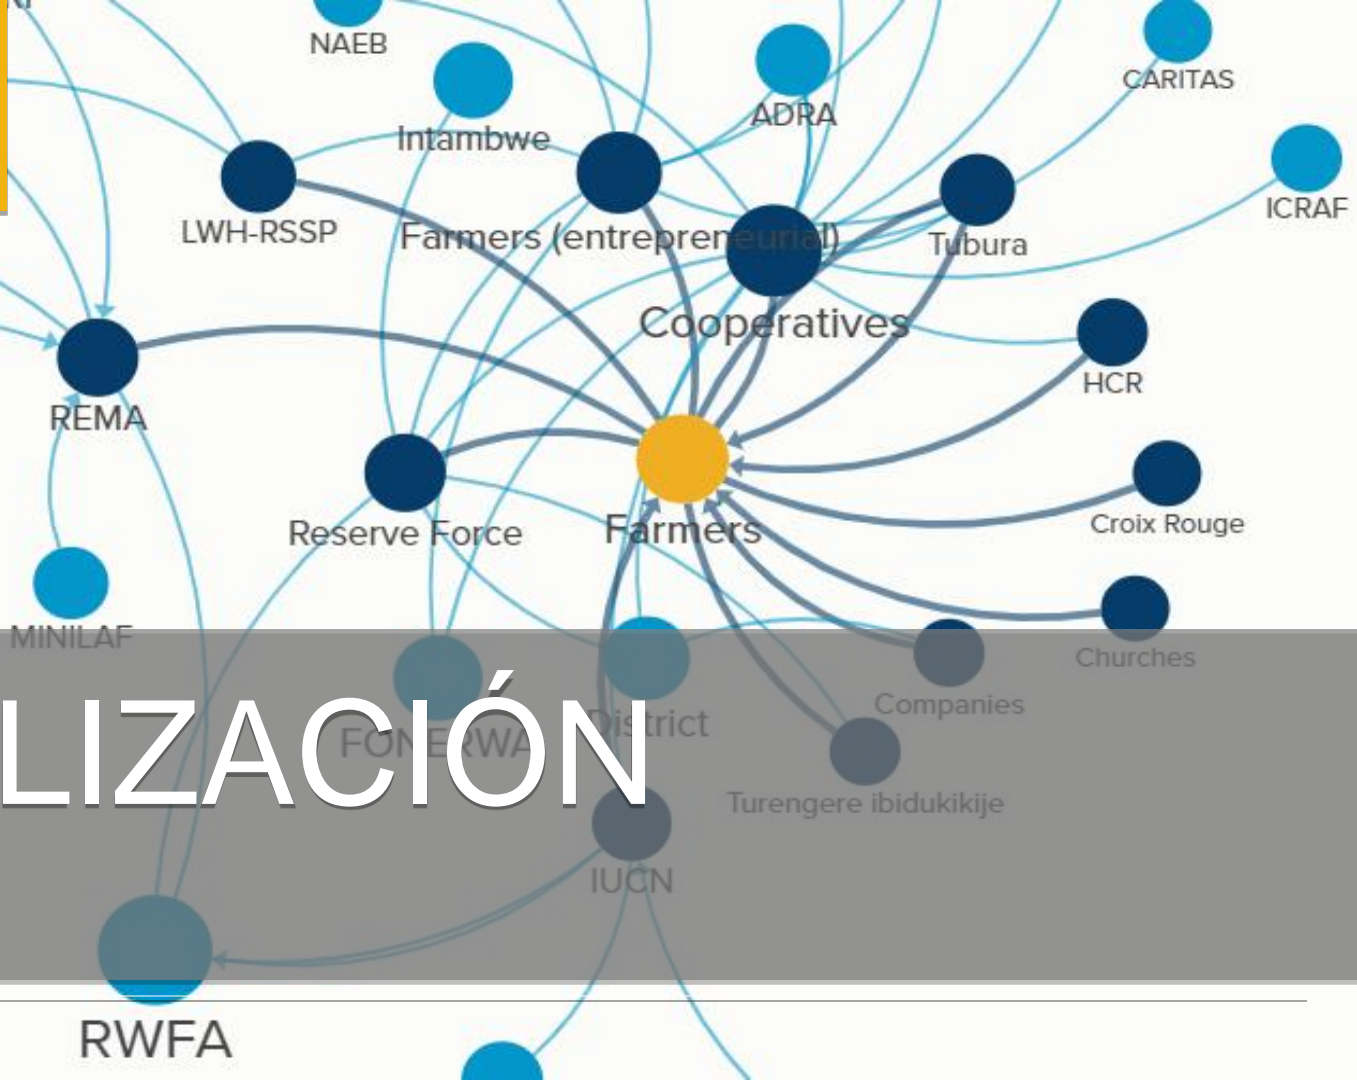 NAEB
CARITAS
ADRA
Intambwe
ICRAF
LWH-RSSP
Farmers (entrepreneurial)
Tubura
Cooperatives
HCR
REMA
Croix Rouge
Reserve Force
Farmers
MINILAF
Churches
Companies
District
FONERWA
LIZACIÓN
Turengere ibidukikije
IUCN
RWFA